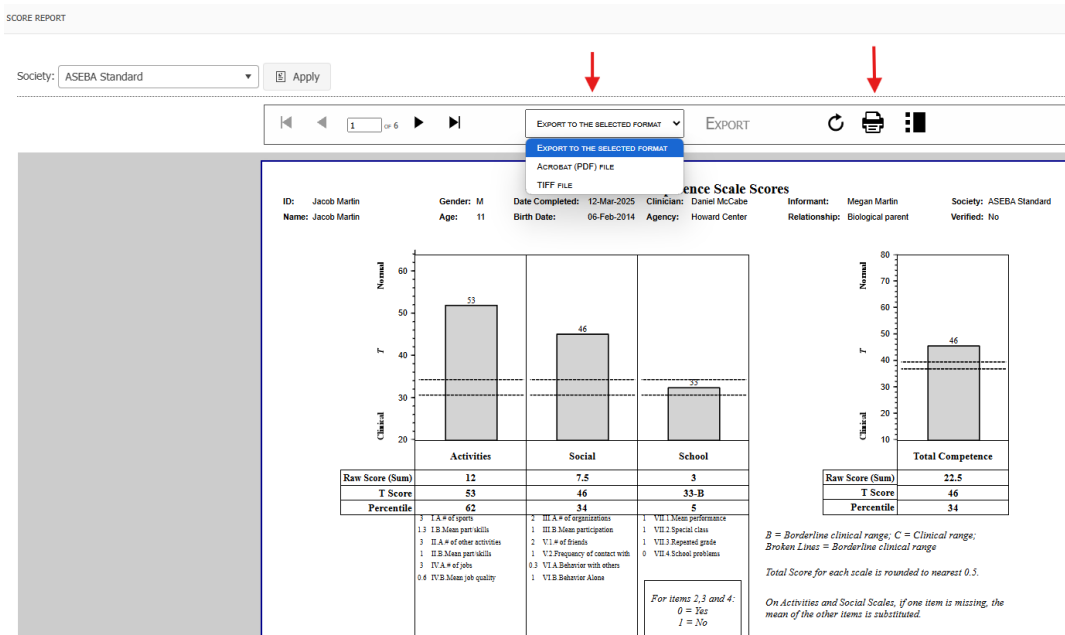 SCORE REPORT
Society: ASEBA Standard Apply
1 OF 6 EXPORT TO THE SELECTED FORMAT EXPORT
EXPORT TO THE SELECTED FORMAT
ACROBAT (PDF) FILE
TIFF FILE
Scale Scores
ID: Jacob Martin Gender: M Date Completed: 12-Mar-2025 Clinician: Daniel McCabe Informant: Megan Martin Society: ASEBA Standard
Name: Jacob Martin Age: 11 Birth Date: 06-Feb-2014 Agency: Howard Center Relationship: Biological parent Verified: No
Normal
T
Clinical
60
50
40
30
20
53
46
33
Normal
T
Clinical
80
70
60
50
40
30
20
10
46
Activities Social School Total Competence
Raw Score (Sum) 12 7.5 3 Raw Score (Sum) 22.5
T Score 53 46 33-B T Score 46
Percentile 62 34 5 Percentile 34
3 I.A.# of sports
1.3 I.B.Mean part/skills
3 II.A.# of other activities
1 II.B.Mean part/skills
3 IV.A.# of jobs
0.6 IV.B.Mean job quality
2 III.A.# of organizations
1 III.B.Mean participation
2 V.1.# of friends
1 V.2.Frequency of contact with
0.3 VI.A.Behavior with others
1 VI.B.Behavior Alone
1 VII.1.Mean performance
1 VII.2.Special class
1 VII.3.Repeated grade
0 VII.4.School problems
For items 2,3 and 4:
0 = Yes
1 = No
B = Borderline clinical range; C = Clinical range;
Broken Lines = Borderline clinical range
Total Score for each scale is rounded to nearest 0.5.
On Activities and Social Scales, if one item is missing, the
mean of the other items is substituted.